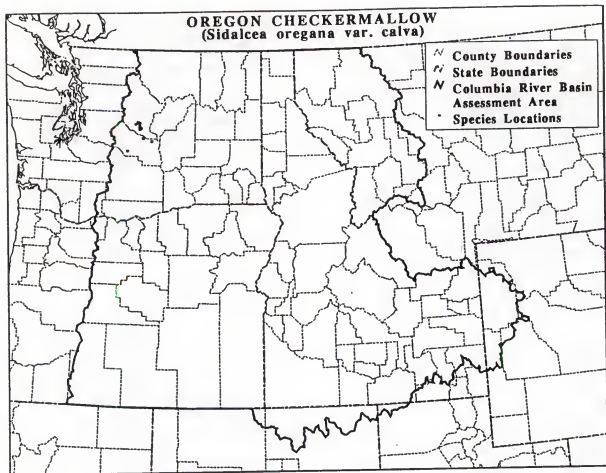 OREGON CHECKERMALLOW
(Sidalcea oregana var. calva)
County Boundaries
State Boundaries
Columbia River Basin
Assessment Area
Species Locations